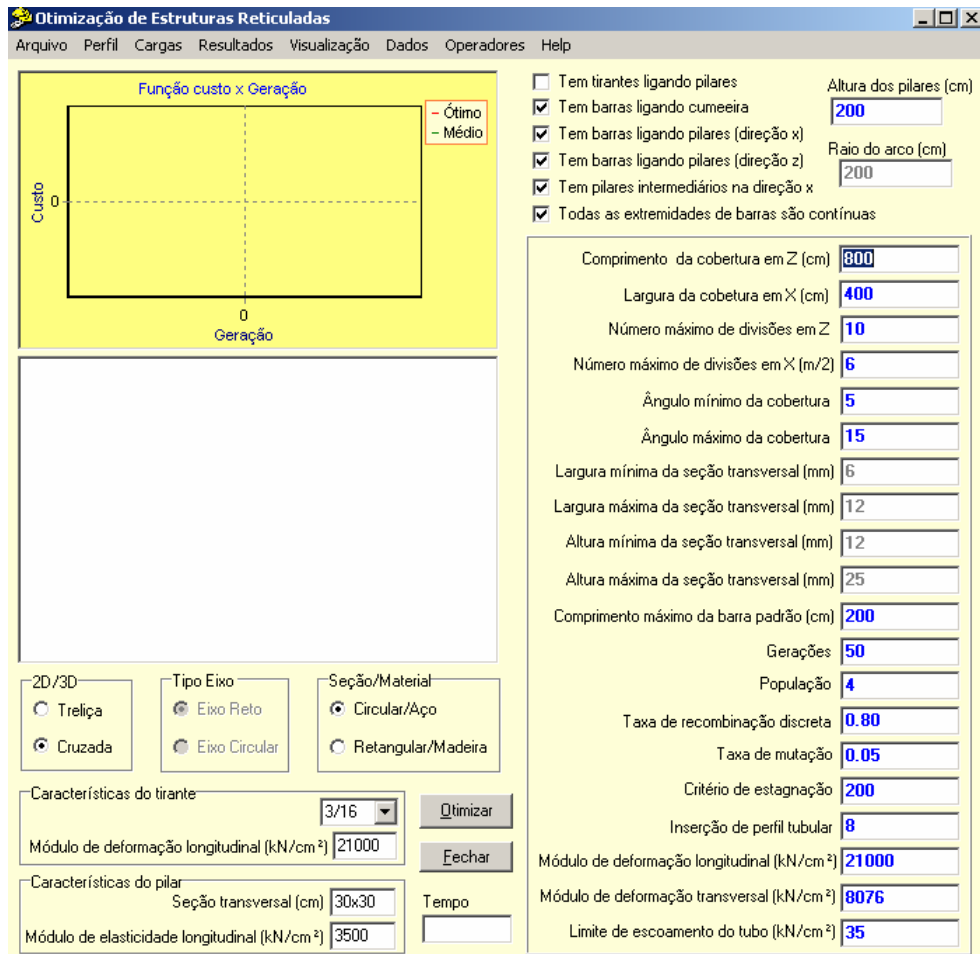 Otimização de Estruturas Reticuladas
Arquivo Perfil Cargas Resultados Visualização Dados Operadores Help
Função custo x Geração
Ótimo
Médio
Custo
0
0
Geração
Tem tirantes ligando pilares
Tem barras ligando cumeeira
Tem barras ligando pilares (direção x)
Tem barras ligando pilares (direção z)
Tem pilares intermediários na direção x
Todas as extremidades de barras são contínuas
Altura dos pilares (cm)
200
Raio do arco (cm)
200
Comprimento da cobertura em Z (cm) 800
Largura da cobetura em X (cm) 400
Número máximo de divisões em Z 10
Número máximo de divisões em X (m/2) 6
Ângulo mínimo da cobertura 5
Ângulo máximo da cobertura 15
Largura mínima da seção transversal (mm) 6
Largura máxima da seção transversal (mm) 12
Altura mínima da seção transversal (mm) 12
Altura máxima da seção transversal (mm) 25
Comprimento máximo da barra padrão (cm) 200
Gerações 50
População 4
Taxa de recombinação discreta 0.80
Taxa de mutação 0.05
Critério de estagnação 200
Inserção de perfil tubular 8
Módulo de deformação longitudinal (kN/cm²) 21000
Módulo de deformação transversal (kN/cm²) 8076
Limite de escoamento do tubo (kN/cm²) 35
2D/3D
Treliça
Cruzada
Tipo Eixo
Eixo Reto
Eixo Circular
Seção/Material
Circular/Aço
Retangular/Madeira
Características do tirante
3/16
Módulo de deformação longitudinal (kN/cm²) 21000
Otimizar
Fechar
Características do pilar
Seção transversal (cm) 30x30
Módulo de elasticidade longitudinal (kN/cm²) 3500
Tempo